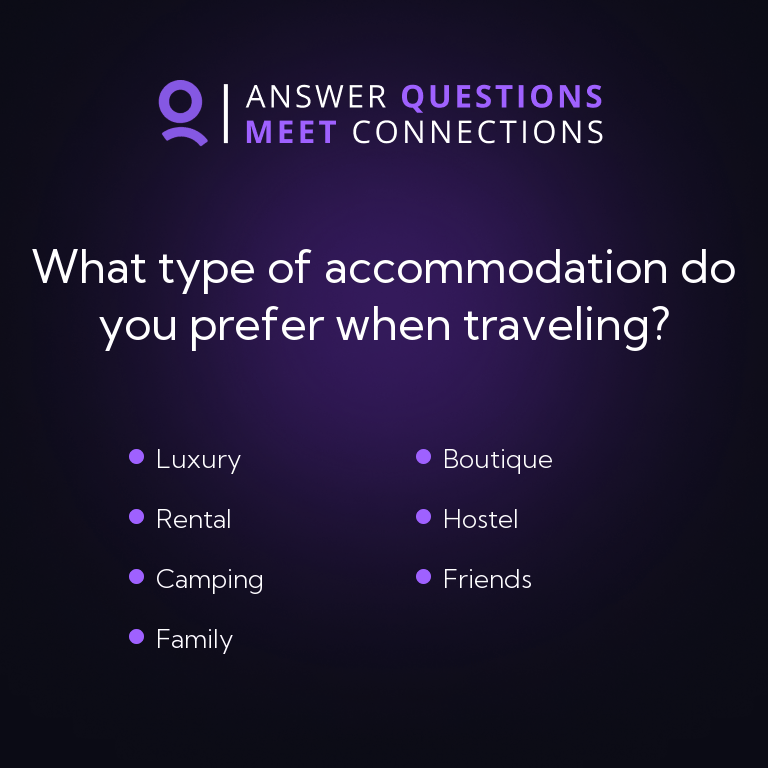 ANSWER QUESTIONS
MEET CONNECTIONS
What type of accommodation do
you prefer when traveling?
Luxury
Boutique
Rental
Hostel
Camping
Friends
Family